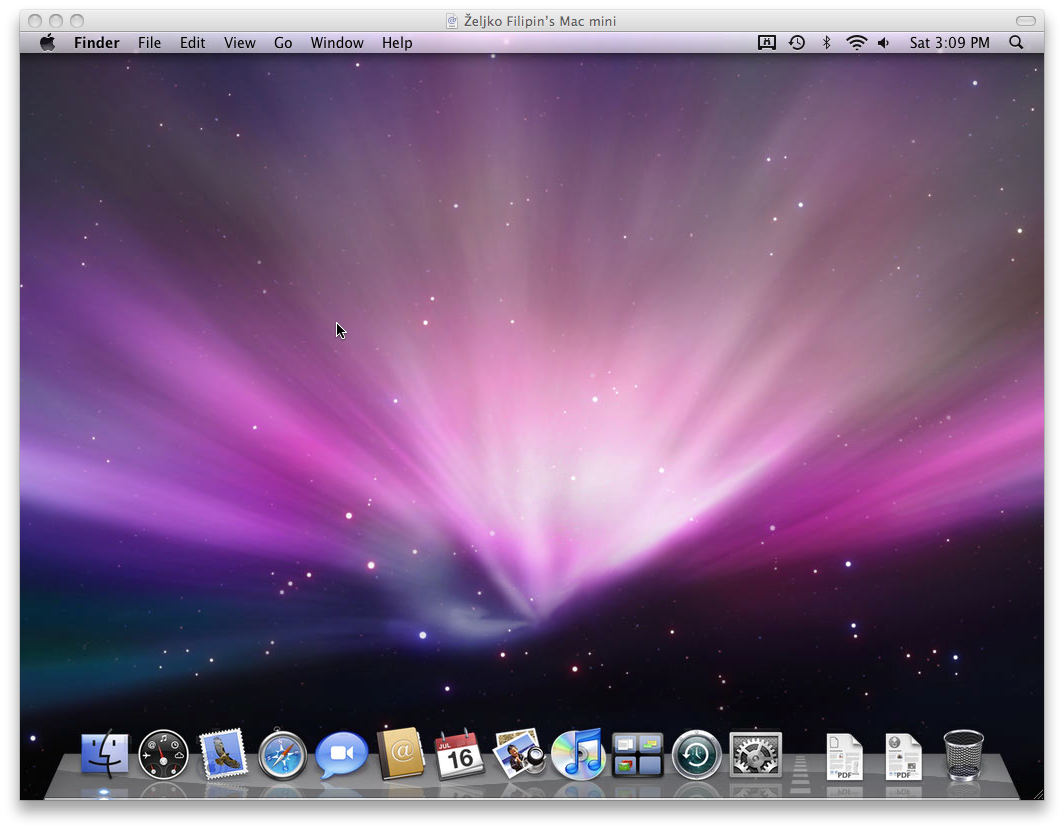 Željko Filipin's Mac mini
Finder File Edit View Go Window Help Sat 3:09 PM
@
JUL
16
PDF
PDF